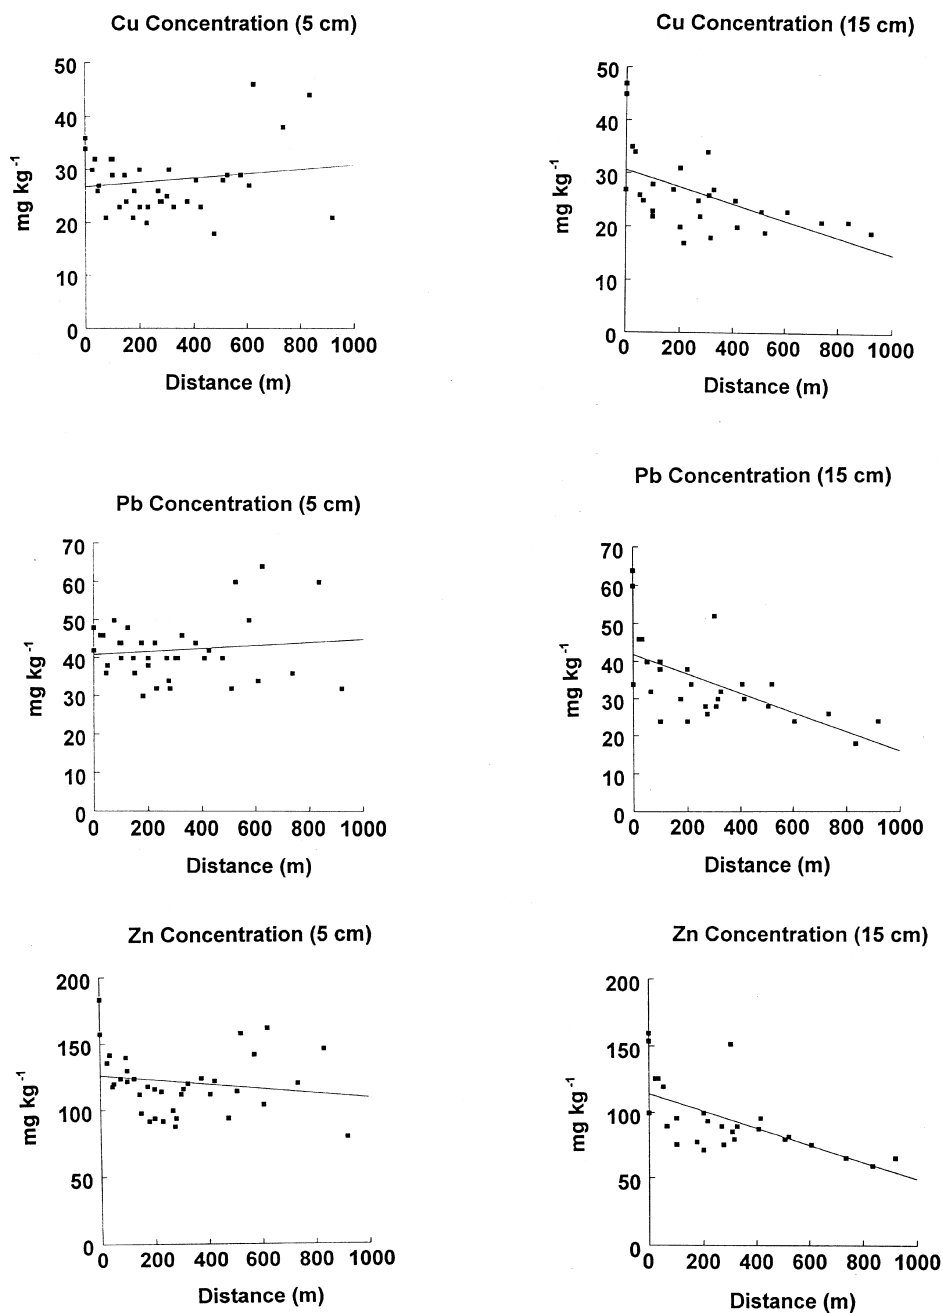 Cu Concentration (5 cm)
50
40
30
20
10
0
mg kg-1
0 200 400 600 800 1000
Distance (m)
Cu Concentration (15 cm)
50
40
30
20
10
0
mg kg-1
0 200 400 600 800 1000
Distance (m)
Pb Concentration (5 cm)
70
60
50
40
30
20
10
0
mg kg-1
0 200 400 600 800 1000
Distance (m)
Pb Concentration (15 cm)
70
60
50
40
30
20
10
0
mg kg-1
0 200 400 600 800 1000
Distance (m)
Zn Concentration (5 cm)
200
150
100
50
0
mg kg-1
0 200 400 600 800 1000
Distance (m)
Zn Concentration (15 cm)
200
150
100
50
0
mg kg-1
0 200 400 600 800 1000
Distance (m)